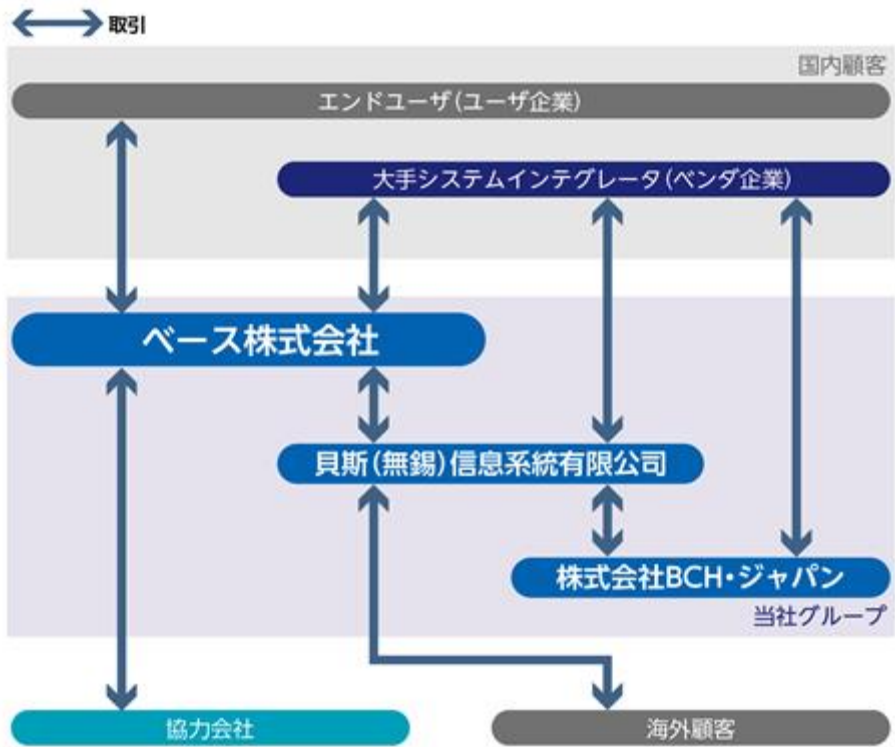 取引
国内顧客
エンドユーザ(ユーザ企業)
大手システムインテグレータ(ベンダ企業)
ベース株式会社
貝斯(無錫)信息系統有限公司
株式会社BCH・ジャパン
当社グループ
協力会社
海外顧客